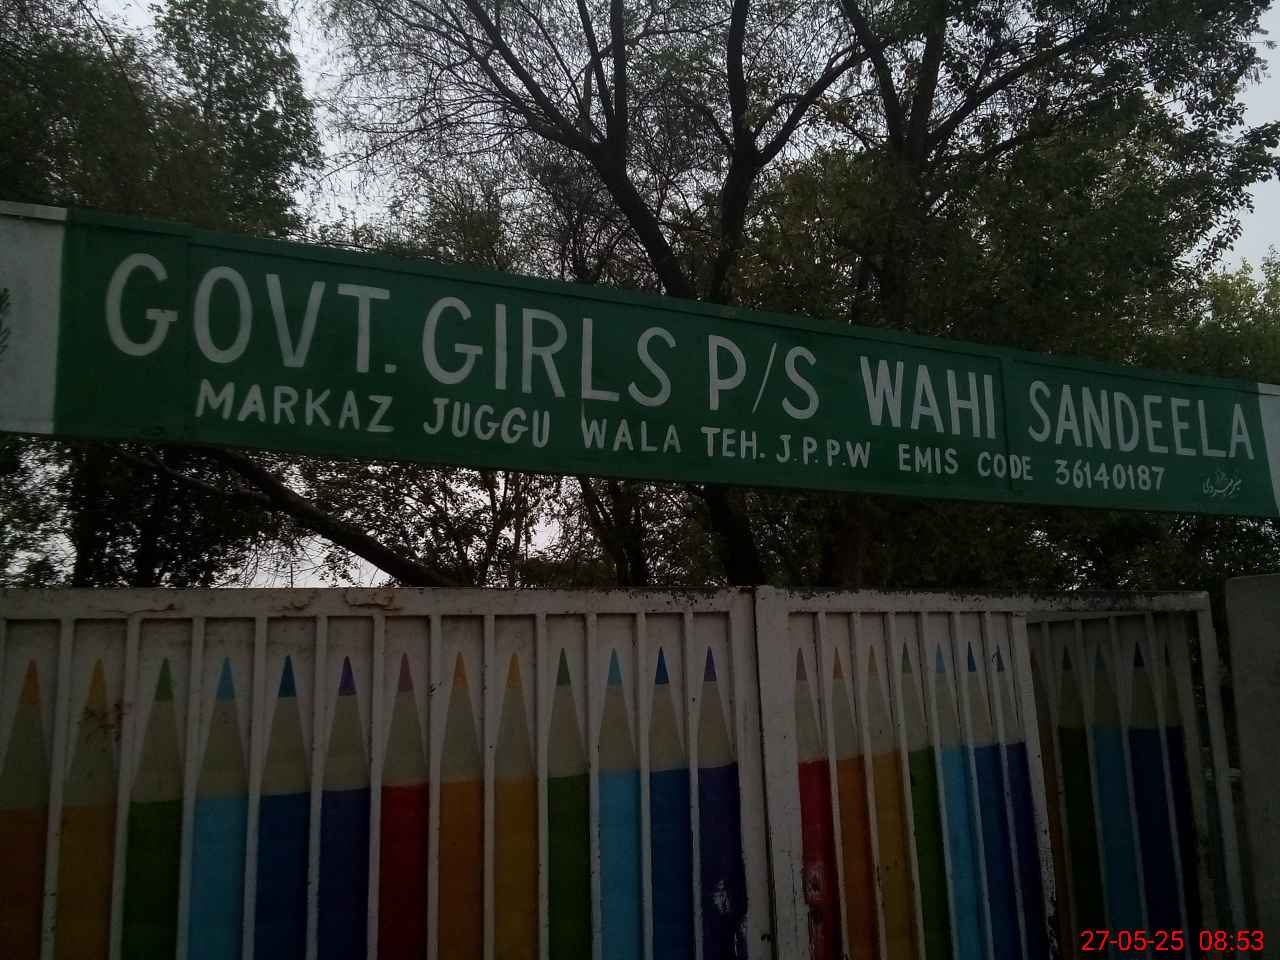 GOVT. GIRLS P/S WAHI SANDEELA
MARKAZ JUGGU WALA TEH. J.P.P.W EMIS CODE 36140187
27-05-25 08:53